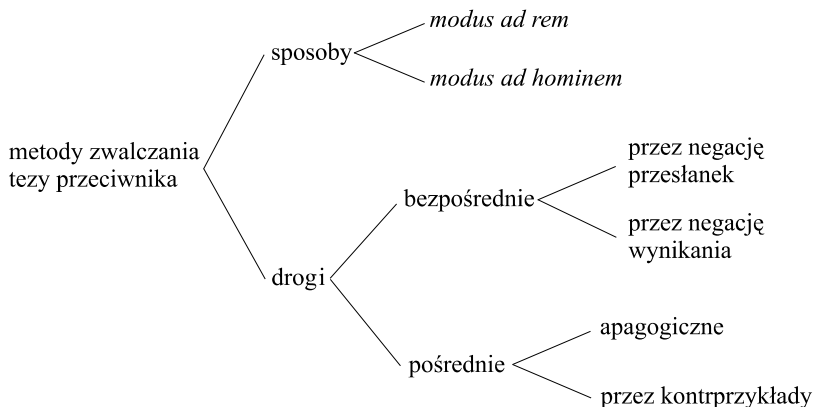 modus ad rem
sposoby
modus ad hominem
metody zwalczania
tezy przeciwnika
przez negację
przesłanek
bezpośrednie
przez negację
wynikania
drogi
apagogiczne
pośrednie
przez kontrprzykłady